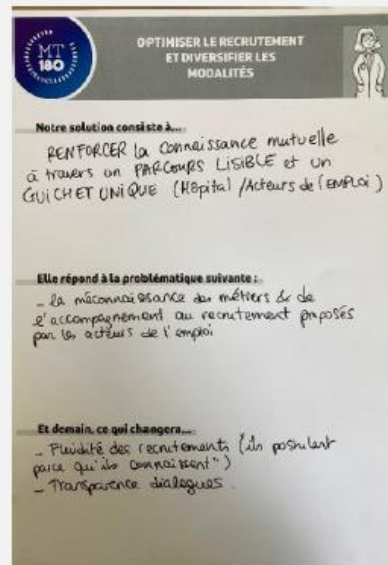 MT
180
OPTIMISER LE RECRUTEMENT
ET DIVERSIFIER LES
MODALITÉS
Notre solution consiste à...
RENFORCER la connaissance mutuelle
à travers un PARCOURS LISIBLE et un
GUICHET UNIQUE (Hôpital /Acteurs de l'EMPLOI)
Elle répond à la problématique suivante :
- la méconnaissance des métiers & de
l'accompagnement au recrutement proposés
par les acteurs de l'emploi
Et demain, ce qui changera...
- Fluidité des recrutements (ils postulent
parce qu'ils connaissent")
- Transparence dialogues